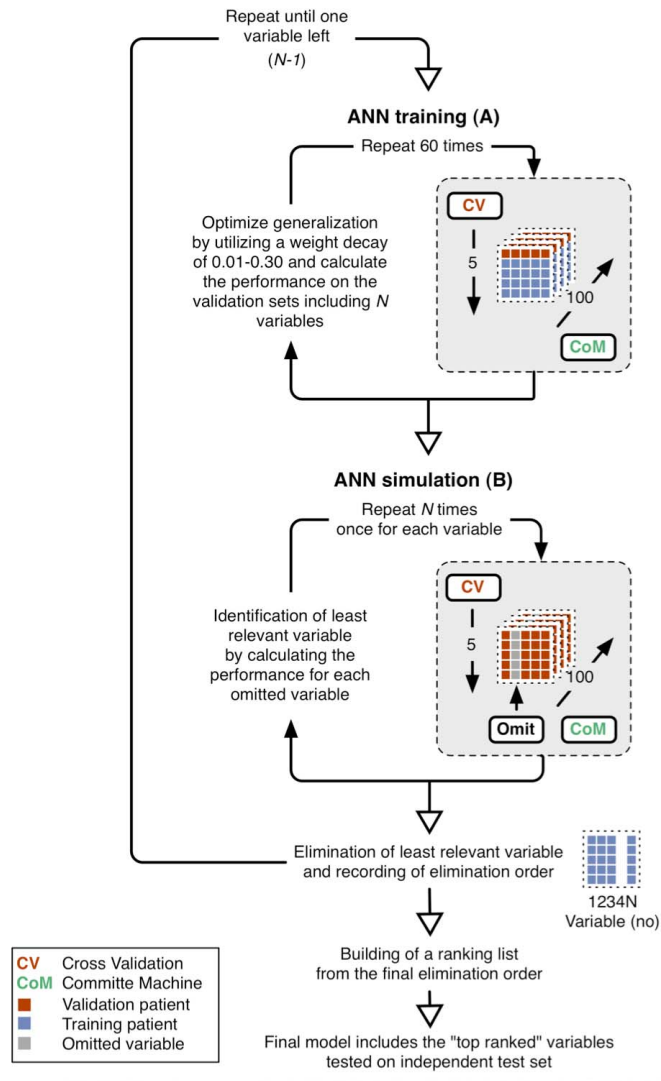 Repeat until one
variable left
(N-1)
ANN training (A)
Repeat 60 times
CV
Optimize generalization
by utilizing a weight decay
of 0.01-0.30 and calculate
the performance on the
validation sets including N
variables
5
100
CoM
ANN simulation (B)
Repeat N times
once for each variable
CV
Identification of least
relevant variable
by calculating the
performance for each
omitted variable
5
100
Omit
CoM
Elimination of least relevant variable
and recording of elimination order
1234N
Variable (no)
Building of a ranking list
from the final elimination order
CV Cross Validation
CoM Committe Machine
Validation patient
Training patient
Omitted variable
Final model includes the "top ranked" variables
tested on independent test set